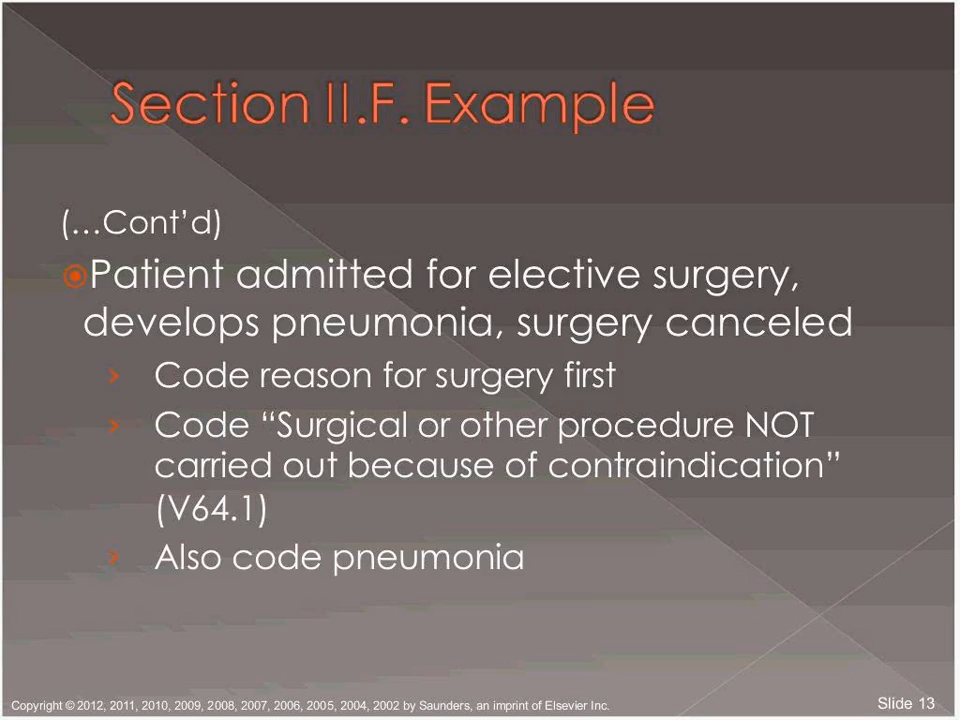 Section II.F. Example
(…Cont’d)
Patient admitted for elective surgery,
develops pneumonia, surgery canceled
› Code reason for surgery first
› Code “Surgical or other procedure NOT
carried out because of contraindication”
(V64.1)
› Also code pneumonia
Copyright © 2012, 2011, 2010, 2009, 2008, 2007, 2006, 2005, 2004, 2002 by Saunders, an imprint of Elsevier Inc.
Slide 13